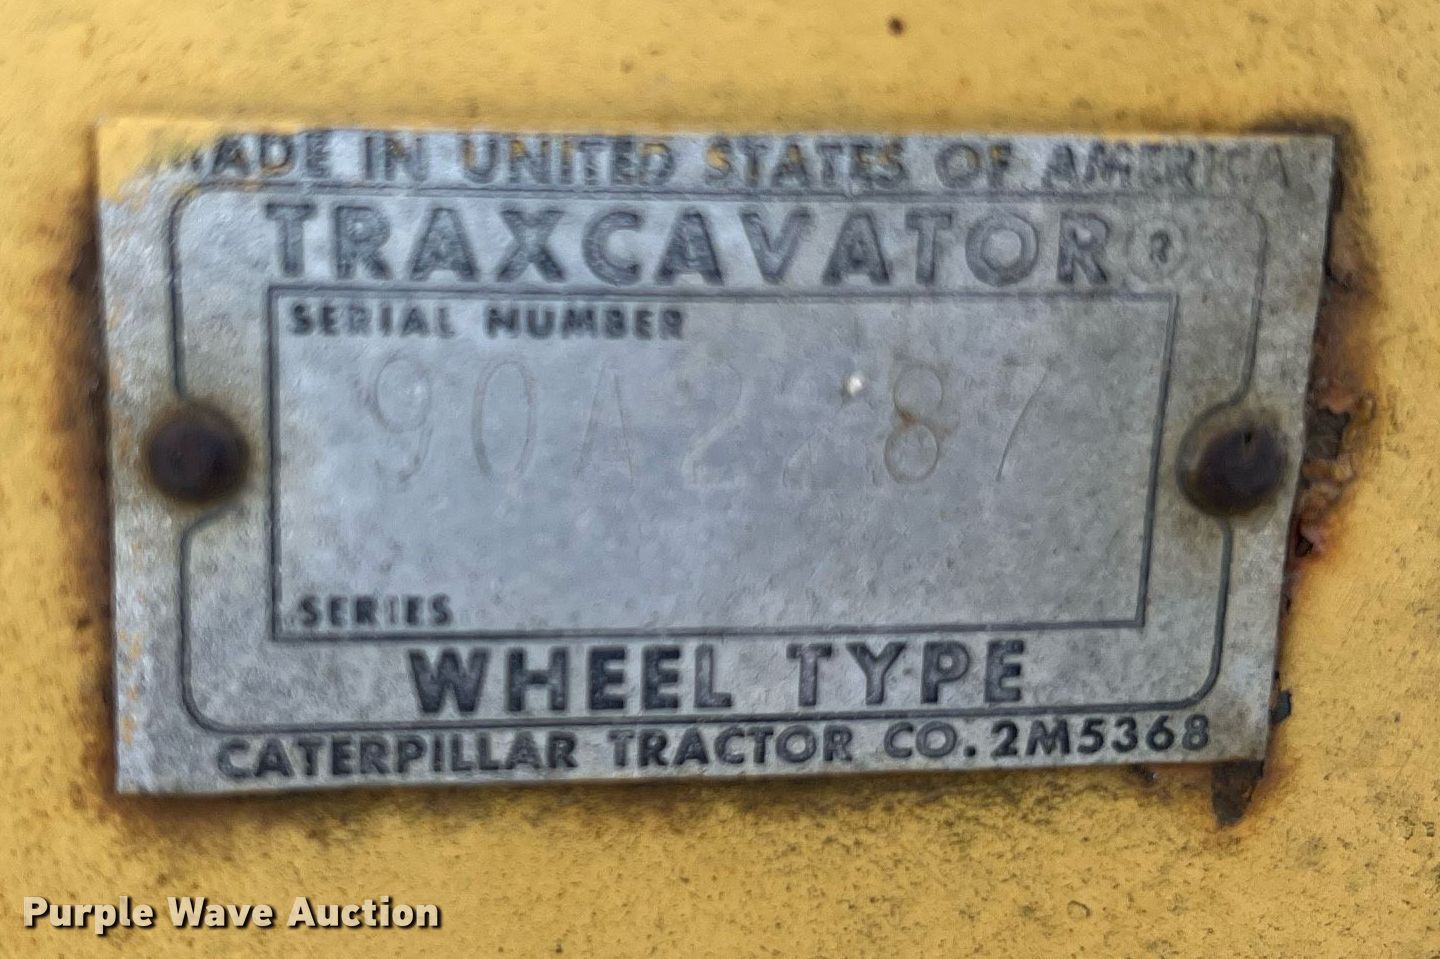 MADE IN UNITED STATES OF AMERICA
TRAXCAVATOR ®
SERIAL NUMBER
90A2287
SERIES
WHEEL TYPE
CATERPILLAR TRACTOR CO. 2M5368
Purple Wave Auction